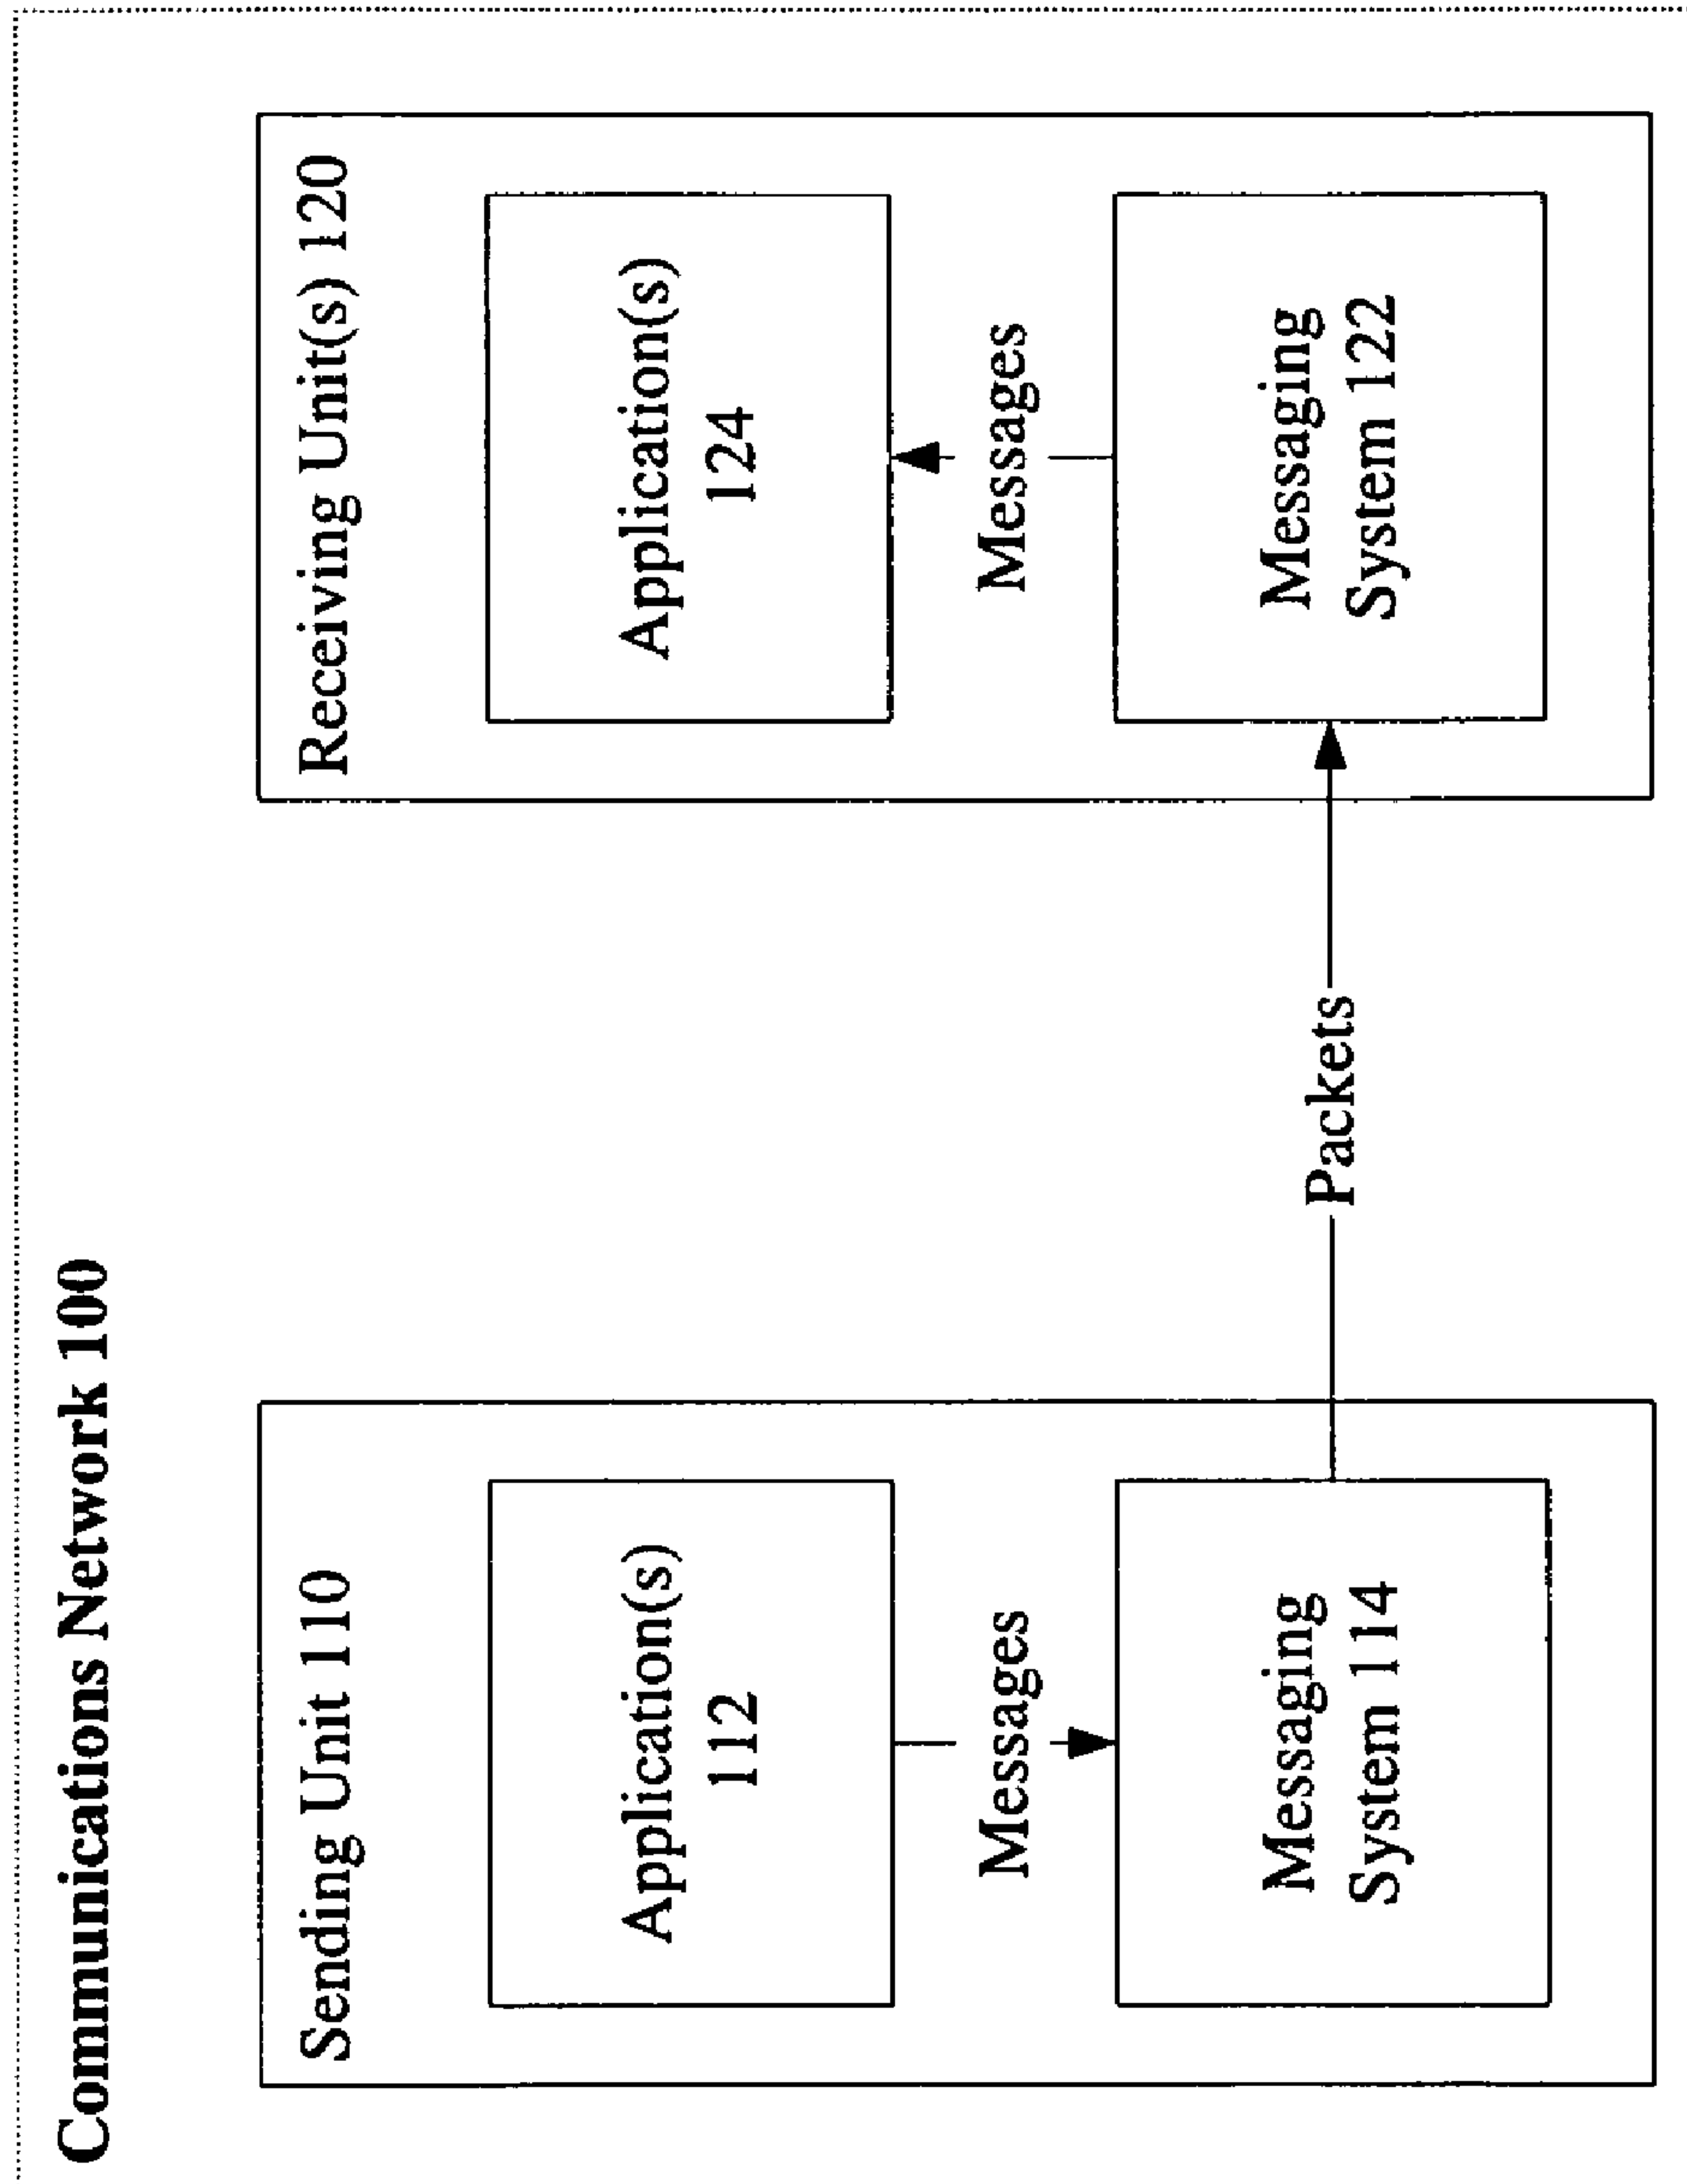 Communications Network 100
Sending Unit 110
Application(s)
112
Messages
Messaging
System 114
Packets
Receiving Unit(s) 120
Application(s)
124
Messages
Messaging
System 122